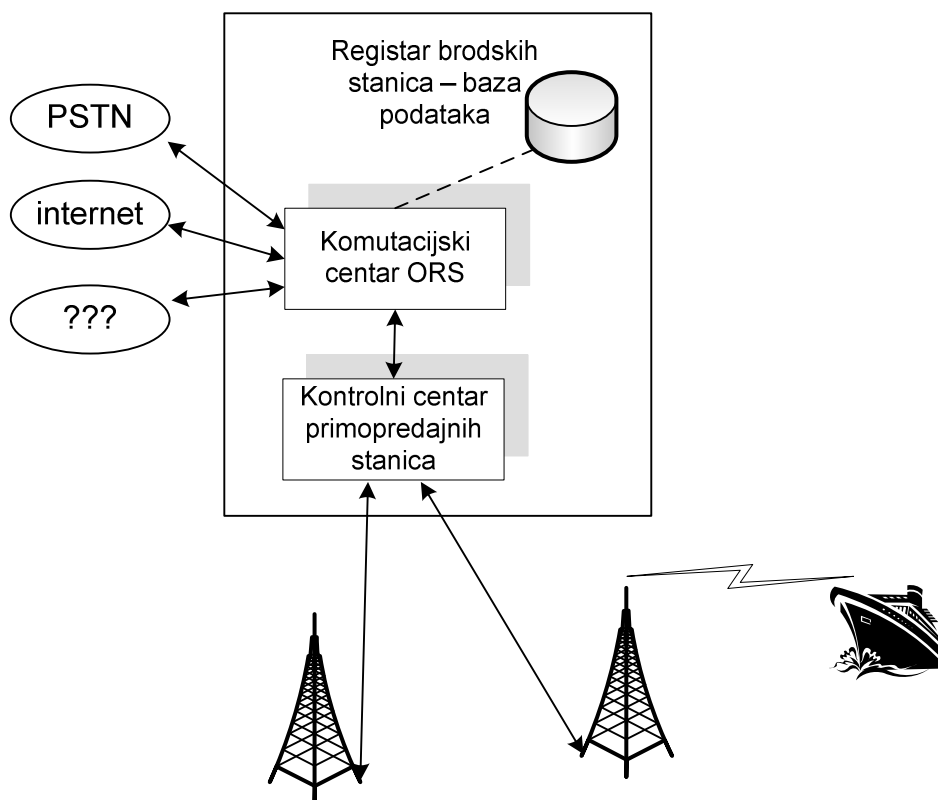 Registar brodskih
stanica – baza
podataka
PSTN
internet
???
Komutacijski
centar ORS
Kontrolni centar
primopredajnih
stanica